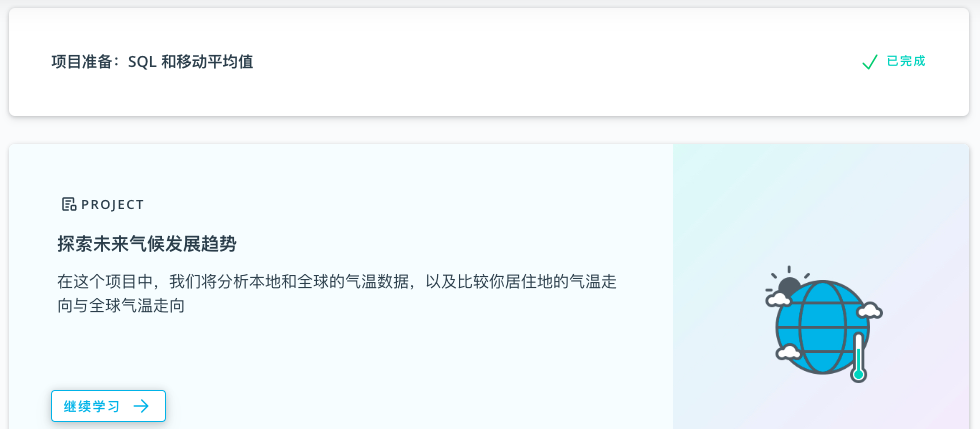 项目准备：SQL 和移动平均值
已完成
PROJECT
探索未来气候发展趋势
在这个项目中，我们将分析本地和全球的气温数据，以及比较你居住地的气温走
向与全球气温走向
继续学习